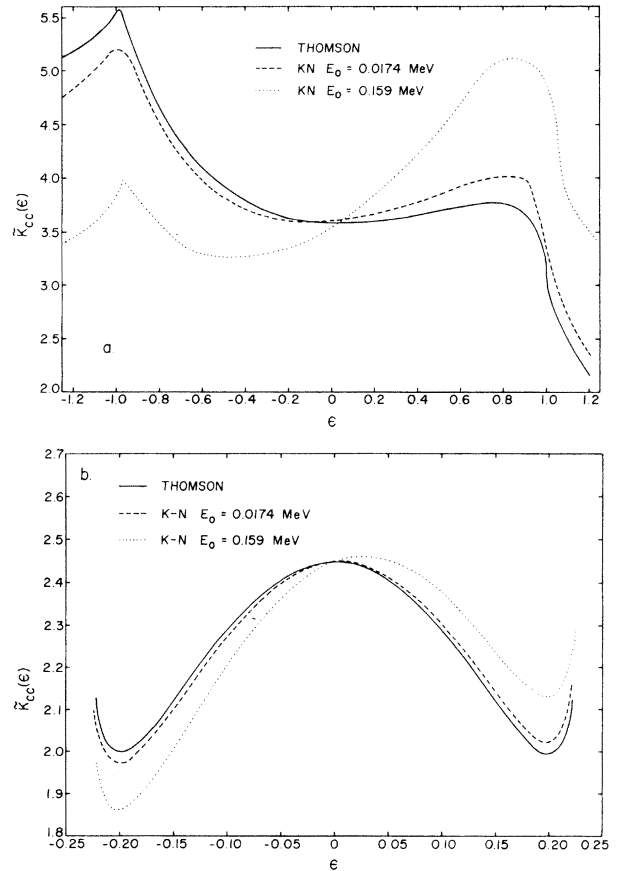 5.5
5.0
4.5
4.0
3.5
3.0
2.5
2.0
THOMSON
KN E₀ = 0.0174 MeV
KN E₀ = 0.159 MeV
K̃cc(ϵ)
a.
-1.2 -1.0 -0.8 -0.6 -0.4 -0.2 0 0.2 0.4 0.6 0.8 1.0 1.2
ϵ
2.7
2.6
2.5
2.4
2.3
2.2
2.1
2.0
1.9
1.8
b.
THOMSON
K-N E₀ = 0.0174 MeV
K-N E₀ = 0.159 MeV
K̃cc(ϵ)
-0.25 -0.20 -0.15 -0.10 -0.05 0 0.05 0.10 0.15 0.20 0.25
ϵ